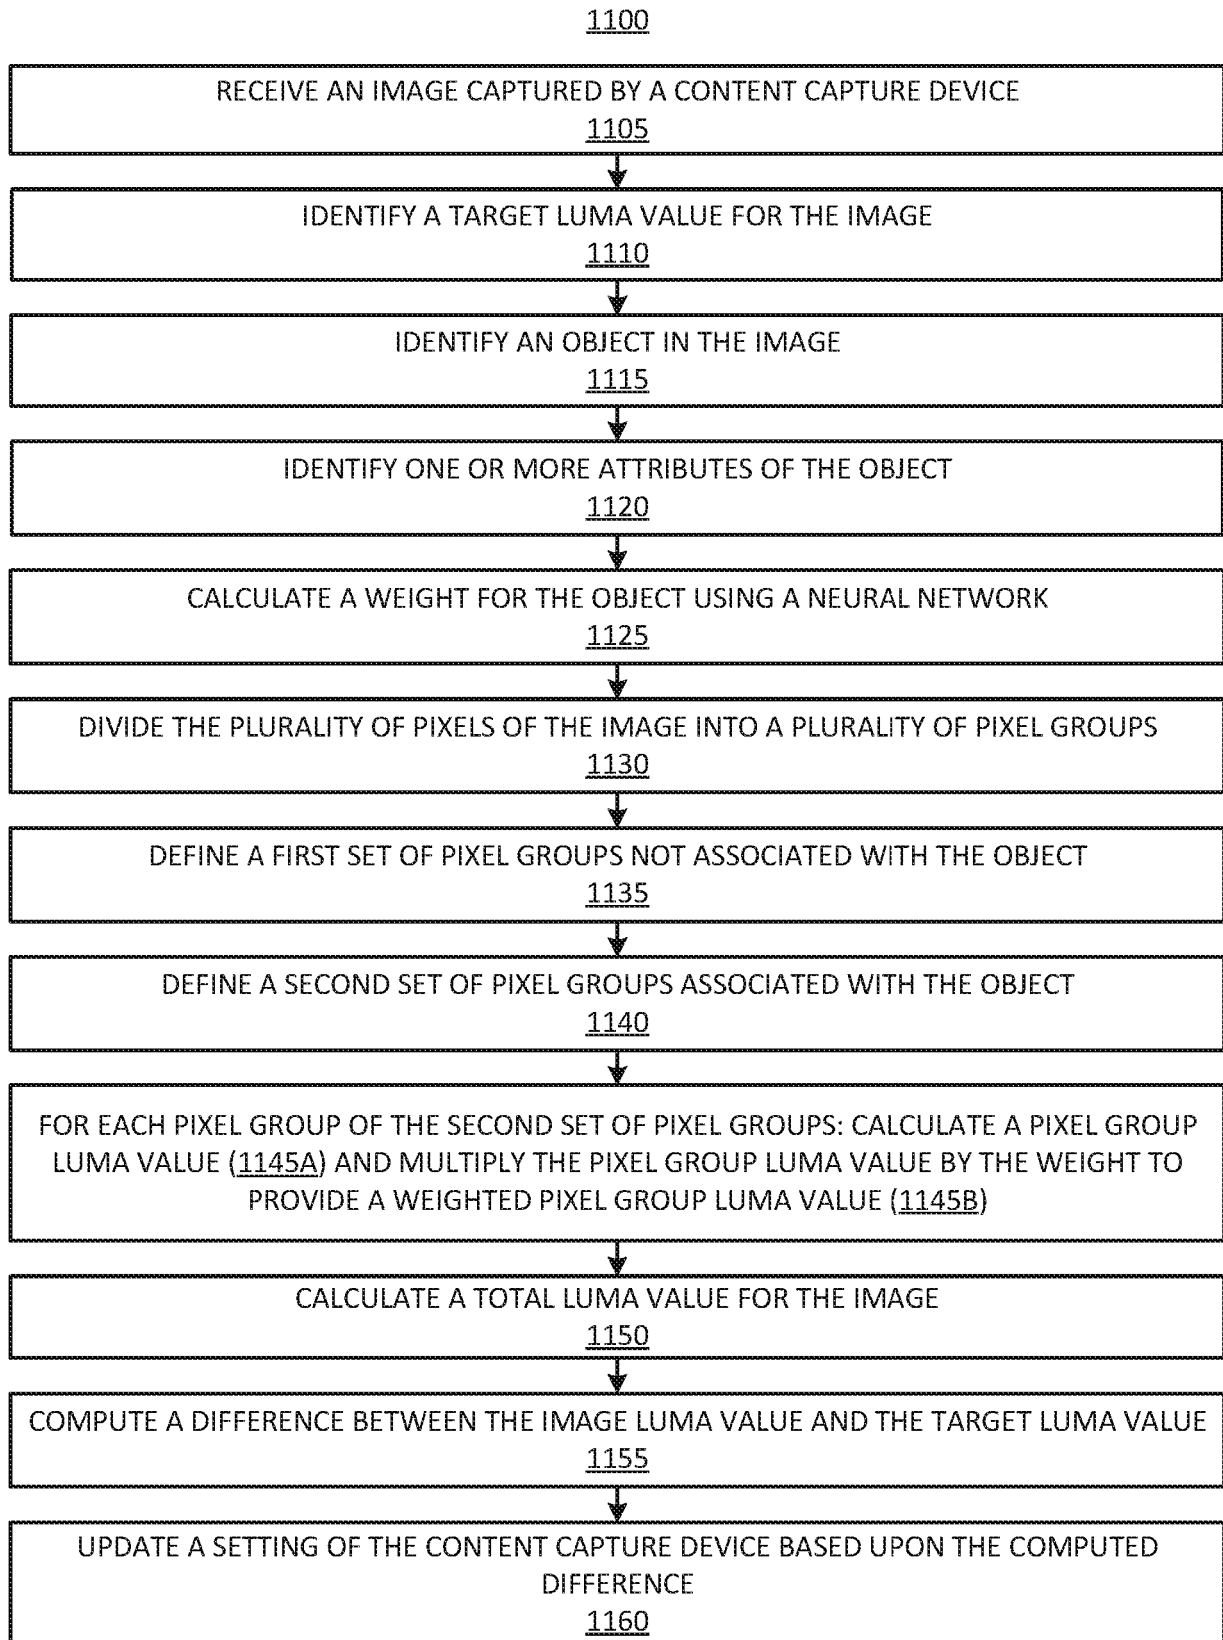 1100
RECEIVE AN IMAGE CAPTURED BY A CONTENT CAPTURE DEVICE
1105
IDENTIFY A TARGET LUMA VALUE FOR THE IMAGE
1110
IDENTIFY AN OBJECT IN THE IMAGE
1115
IDENTIFY ONE OR MORE ATTRIBUTES OF THE OBJECT
1120
CALCULATE A WEIGHT FOR THE OBJECT USING A NEURAL NETWORK
1125
DIVIDE THE PLURALITY OF PIXELS OF THE IMAGE INTO A PLURALITY OF PIXEL GROUPS
1130
DEFINE A FIRST SET OF PIXEL GROUPS NOT ASSOCIATED WITH THE OBJECT
1135
DEFINE A SECOND SET OF PIXEL GROUPS ASSOCIATED WITH THE OBJECT
1140
FOR EACH PIXEL GROUP OF THE SECOND SET OF PIXEL GROUPS: CALCULATE A PIXEL GROUP
LUMA VALUE (1145A) AND MULTIPLY THE PIXEL GROUP LUMA VALUE BY THE WEIGHT TO
PROVIDE A WEIGHTED PIXEL GROUP LUMA VALUE (1145B)
CALCULATE A TOTAL LUMA VALUE FOR THE IMAGE
1150
COMPUTE A DIFFERENCE BETWEEN THE IMAGE LUMA VALUE AND THE TARGET LUMA VALUE
1155
UPDATE A SETTING OF THE CONTENT CAPTURE DEVICE BASED UPON THE COMPUTED
DIFFERENCE
1160